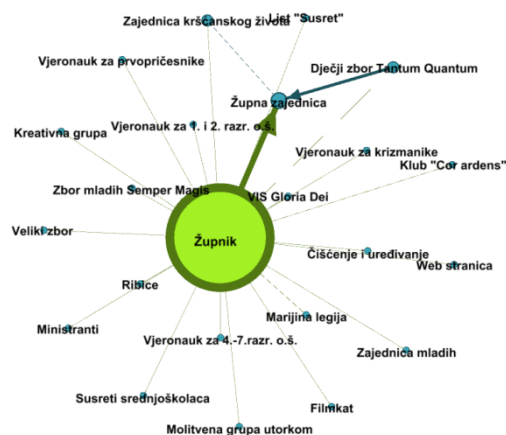 Zajednica kršćanskog života
List "Susret"
Vjeronauk za prvopričesnike
Dječji zbor Tantum Quantum
Župna zajednica
Vjeronauk za 1. i 2. razr. o.š.
Kreativna grupa
Vjeronauk za krizmanike
Klub "Cor ardens"
Zbor mladih Semper Magis
VIS Gloria Dei
Veliki zbor
Župnik
Čišćenje i uređivanje
Web stranica
Ribice
Marijina legija
Ministranti
Vjeronauk za 4.-7.razr. o.š.
Zajednica mladih
Susreti srednjoškolaca
Filmkat
Molitvena grupa utorkom